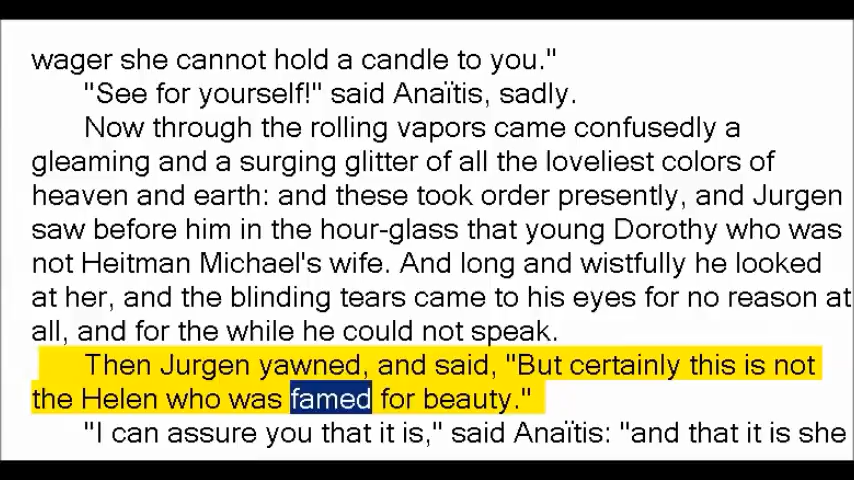 wager she cannot hold a candle to you."
"See for yourself!" said Anaïtis, sadly.
Now through the rolling vapors came confusedly a
gleaming and a surging glitter of all the loveliest colors of
heaven and earth: and these took order presently, and Jurgen
saw before him in the hour-glass that young Dorothy who was
not Heitman Michael's wife. And long and wistfully he looked
at her, and the blinding tears came to his eyes for no reason at
all, and for the while he could not speak.
Then Jurgen yawned, and said, "But certainly this is not
the Helen who was famed for beauty."
"I can assure you that it is," said Anaïtis: "and that it is she